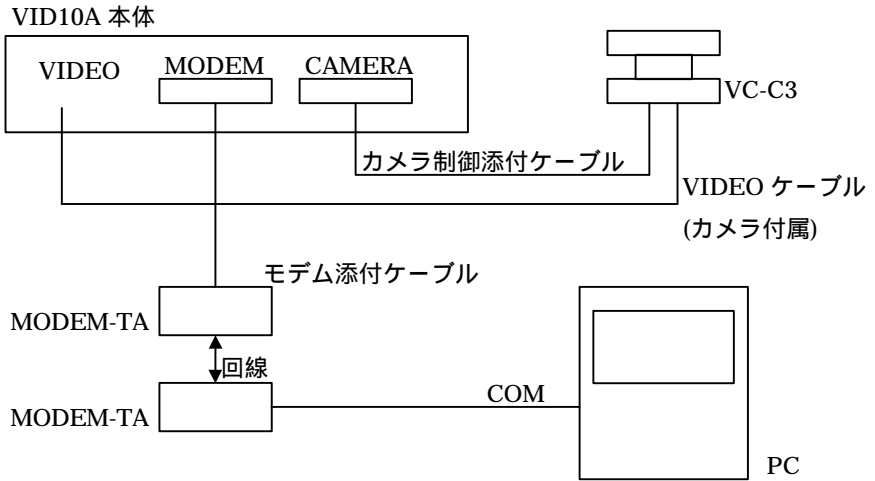 VID10A 本体
VIDEO
MODEM
CAMERA
VC-C3
カメラ制御添付ケーブル
VIDEO ケーブル
(カメラ付属)
モデム添付ケーブル
MODEM-TA
回線
MODEM-TA
COM
PC